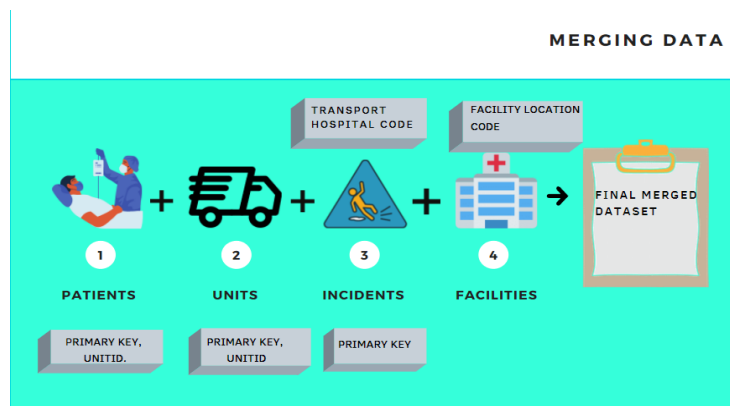 MERGING DATA
TRANSPORT
HOSPITAL CODE
FACILITY LOCATION
CODE
FINAL MERGED
DATASET
1
2
3
4
PATIENTS
UNITS
INCIDENTS
FACILITIES
PRIMARY KEY,
UNITID.
PRIMARY KEY,
UNITID
PRIMARY KEY